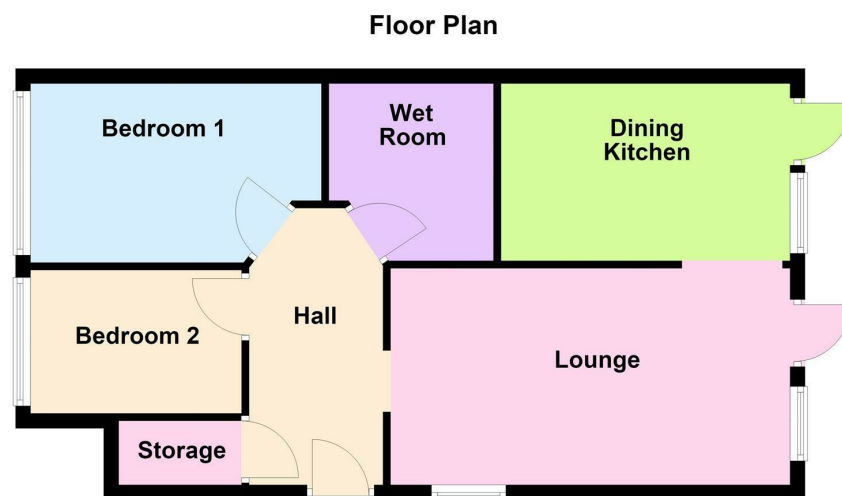 Floor Plan
Bedroom 1
Wet
Room
Dining
Kitchen
Bedroom 2
Hall
Lounge
Storage